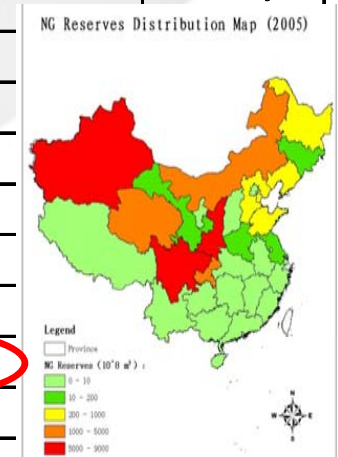 NG Reserves Distribution Map (2005)
Legend
Province
NG Reserves (10^8 m³) :
0 - 10
10 - 200
200 - 1000
1000 - 5000
5000 - 9000
N
W E
S